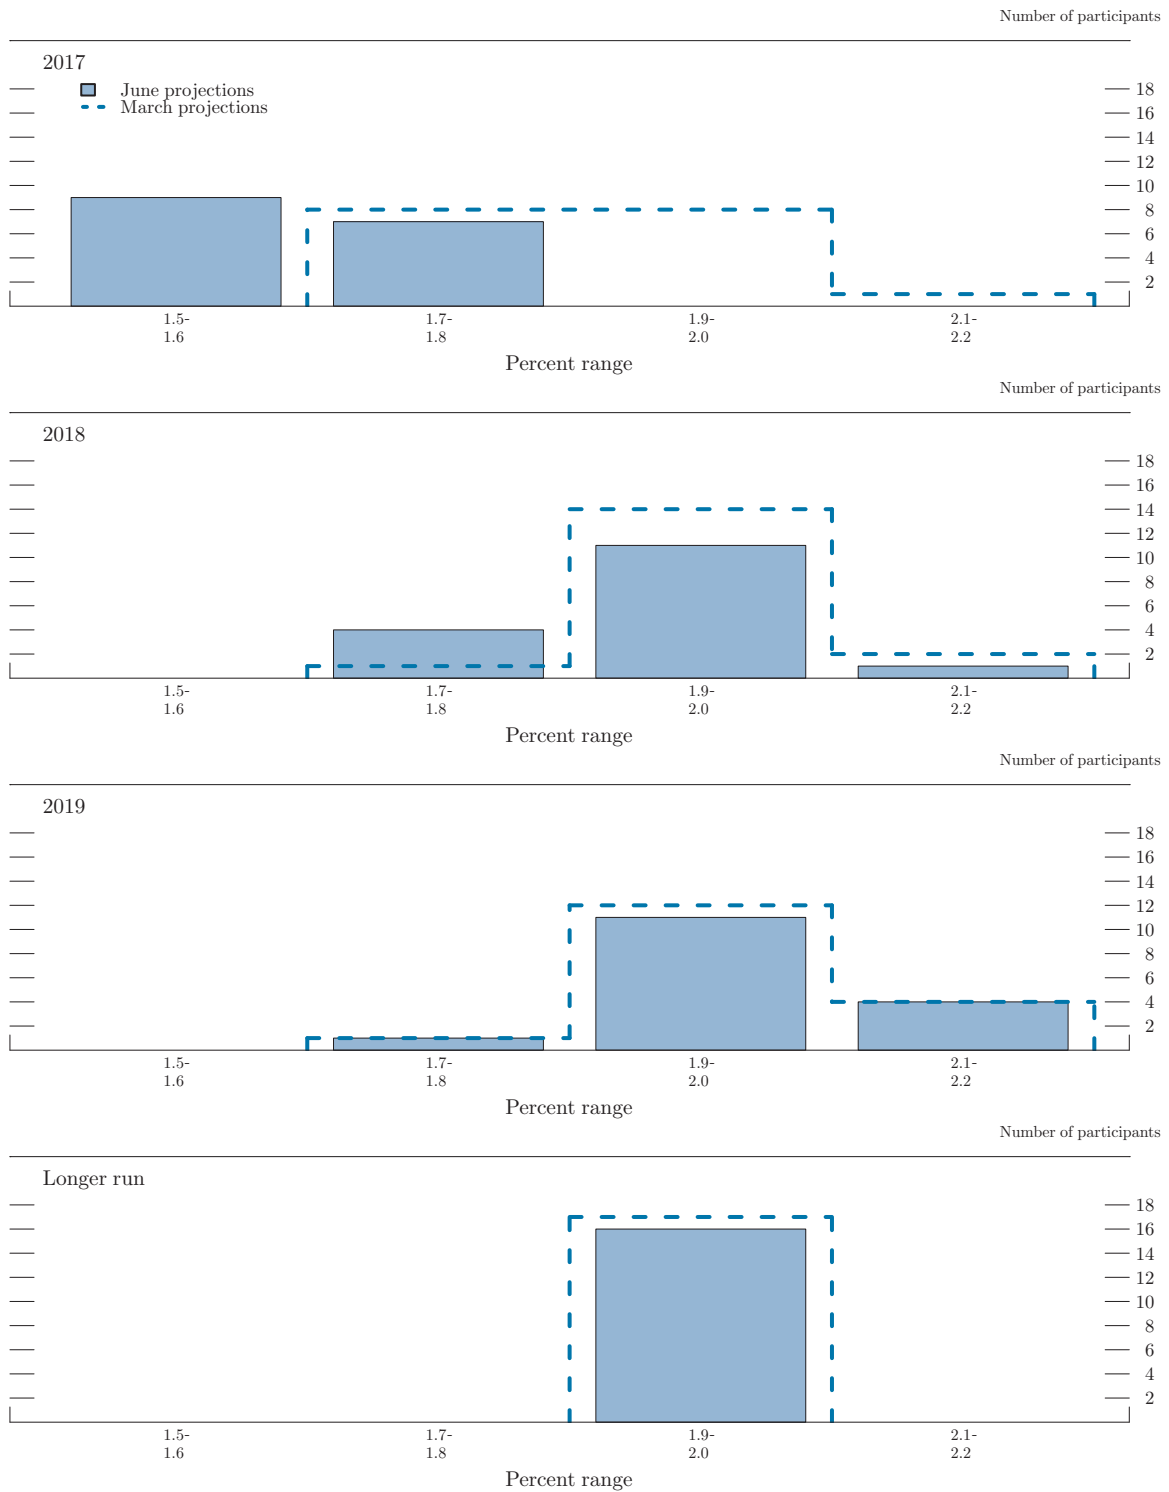 Number of participants
2017
June projections
March projections
18
16
14
12
10
8
6
4
2
1.5- 1.7- 1.9- 2.1-
1.6 1.8 2.0 2.2
Percent range
Number of participants
2018
18
16
14
12
10
8
6
4
2
1.5- 1.7- 1.9- 2.1-
1.6 1.8 2.0 2.2
Percent range
Number of participants
2019
18
16
14
12
10
8
6
4
2
1.5- 1.7- 1.9- 2.1-
1.6 1.8 2.0 2.2
Percent range
Number of participants
Longer run
18
16
14
12
10
8
6
4
2
1.5- 1.7- 1.9- 2.1-
1.6 1.8 2.0 2.2
Percent range